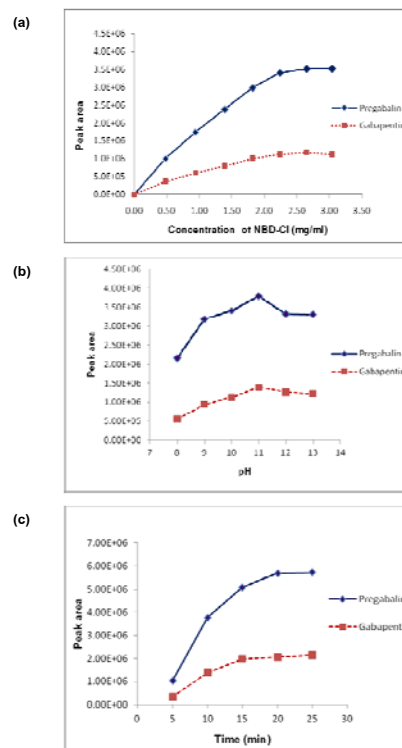 (a)
4.5E+06
4.0E+06
3.5E+06
3.0E+06
2.5E+06
2.0E+06
1.5E+06
1.0E+06
5.0E+05
0.0E+00
Peak area
0.00 0.50 1.00 1.50 2.00 2.50 3.00 3.50
Concentration of NBD-Cl (mg/ml)
Pregabalin
Gabapentin
(b)
4.50E+06
4.00E+06
3.50E+06
3.00E+06
2.50E+06
2.00E+06
1.50E+06
1.00E+06
5.00E+05
0.00E+00
Peak area
7 8 9 10 11 12 13 14
pH
Pregabalin
Gabapentin
(c)
7.00E+06
6.00E+06
5.00E+06
4.00E+06
3.00E+06
2.00E+06
1.00E+06
0.00E+00
Peak area
0 5 10 15 20 25 30
Time (min)
Pregabalin
Gabapentin